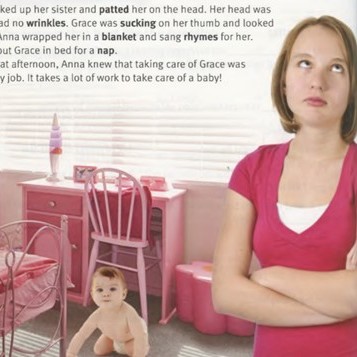 ked up her sister and patted her on the head. Her head was
ad no wrinkles. Grace was sucking on her thumb and looked
Anna wrapped her in a blanket and sang rhymes for her.
put Grace in bed for a nap.
at afternoon, Anna knew that taking care of Grace was
y job. It takes a lot of work to take care of a baby!